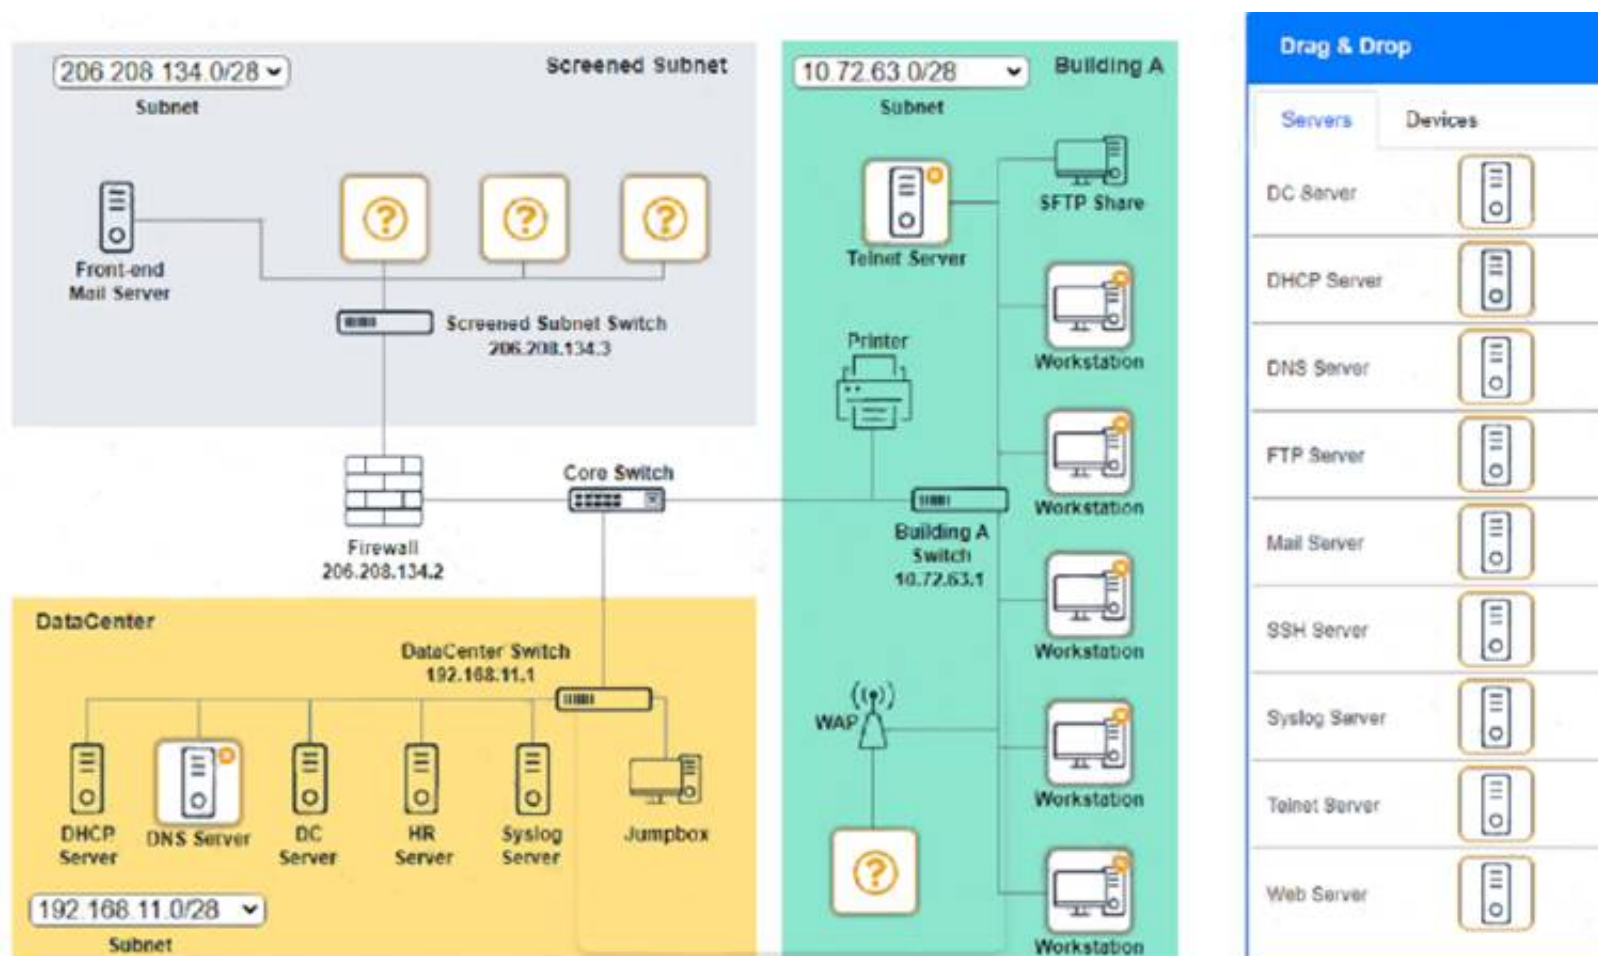 206.208.134.0/28
Subnet
Screened Subnet
Front-end
Mail Server
?
?
?
Screened Subnet Switch
206.208.134.3
Firewall
206.208.134.2
Core Switch
DataCenter
DataCenter Switch
192.168.11.1
DHCP
Server
DNS Server
DC
Server
HR
Server
Syslog
Server
Jumpbox
192.168.11.0/28
Subnet
10.72.63.0/28
Subnet
Building A
Telnet Server
SFTP Share
Workstation
Printer
Workstation
Building A
Switch
10.72.63.1
Workstation
WAP
Workstation
?
Workstation
Drag & Drop
Servers
Devices
DC Server
DHCP Server
DNS Server
FTP Server
Mail Server
SSH Server
Syslog Server
Telnet Server
Web Server